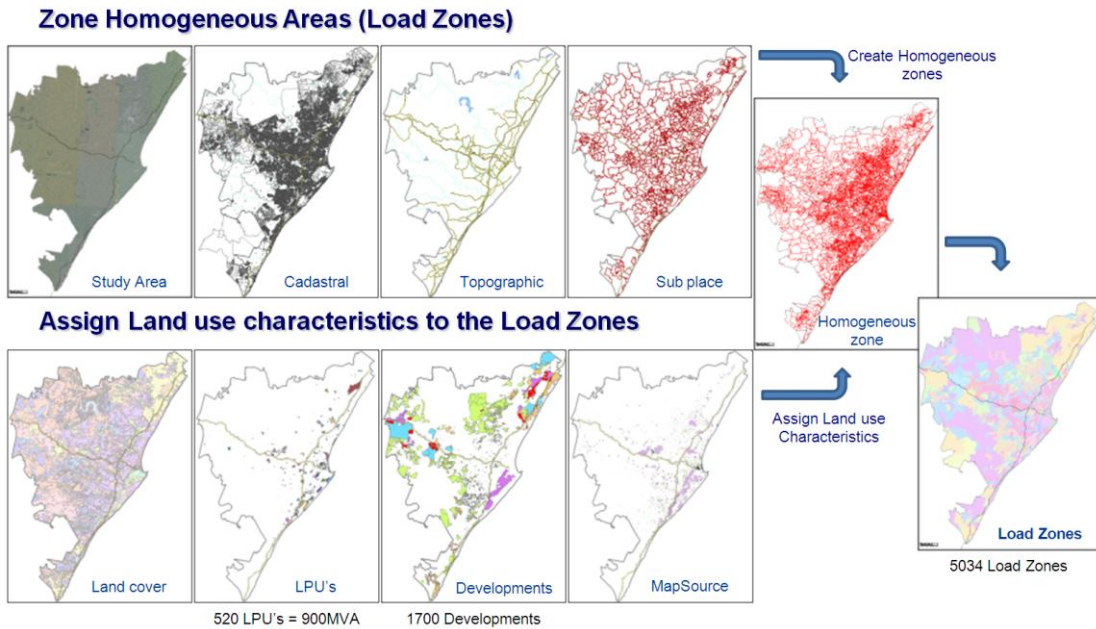 Zone Homogeneous Areas (Load Zones)
Create Homogeneous
zones
Study Area
Cadastral
Topographic
Sub place
Homogeneous
zone
Assign Land use characteristics to the Load Zones
Assign Land use
Characteristics
Land cover
LPU's
Developments
MapSource
Load Zones
520 LPU's = 900MVA
1700 Developments
5034 Load Zones